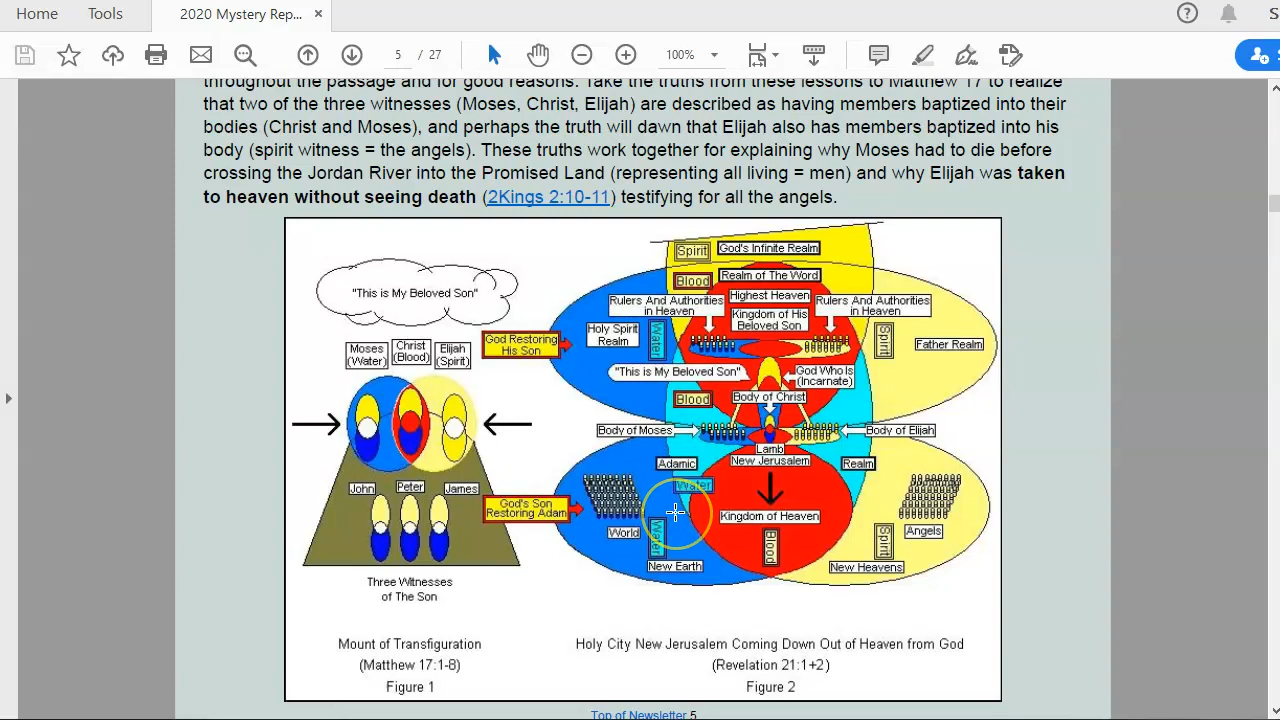 Home
Tools
2020 Mystery Rep...
×
5 / 27
100%
throughout the passage and for good reasons. Take the truths from these lessons to Matthew 17 to realize
that two of the three witnesses (Moses, Christ, Elijah) are described as having members baptized into their
bodies (Christ and Moses), and perhaps the truth will dawn that Elijah also has members baptized into his
body (spirit witness = the angels). These truths work together for explaining why Moses had to die before
crossing the Jordan River into the Promised Land (representing all living = men) and why Elijah was taken
to heaven without seeing death (2Kings 2:10-11) testifying for all the angels.
"This is My Beloved Son"
Moses
(Water)
Christ
(Blood)
Elijah
(Spirit)
John
Peter
James
Three Witnesses
of The Son
Mount of Transfiguration
(Matthew 17:1-8)
Figure 1
God Restoring
His Son
God's Son
Restoring Adam
Spirit
God's Infinite Realm
Blood
Realm of The Word
Highest Heaven
Rulers And Authorities
in Heaven
Kingdom of His
Beloved Son
Rulers And Authorities
in Heaven
Holy Spirit
Realm
Water
Spirit
Father Realm
"This is My Beloved Son"
God Who Is
(Incarnate)
Blood
Body of Christ
Body of Moses
Body of Elijah
Lamb
New Jerusalem
Adamic
Realm
Water
Kingdom of Heaven
World
Water
Blood
Spirit
Angels
New Earth
New Heavens
Holy City New Jerusalem Coming Down Out of Heaven from God
(Revelation 21:1+2)
Figure 2
Top of Newsletter 5